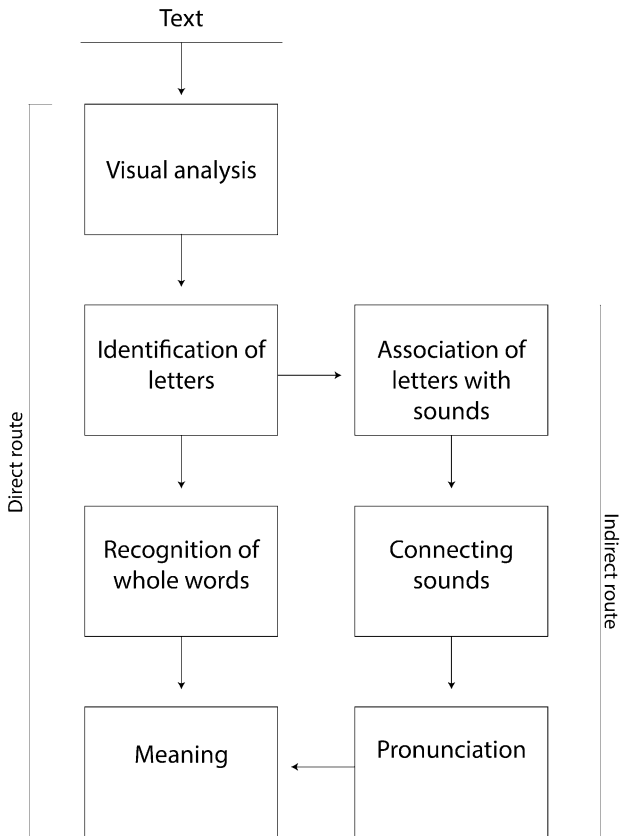 Text
Visual analysis
Identification of
letters
Association of
letters with
sounds
Direct route
Recognition of
whole words
Connecting
sounds
Indirect route
Meaning
Pronunciation